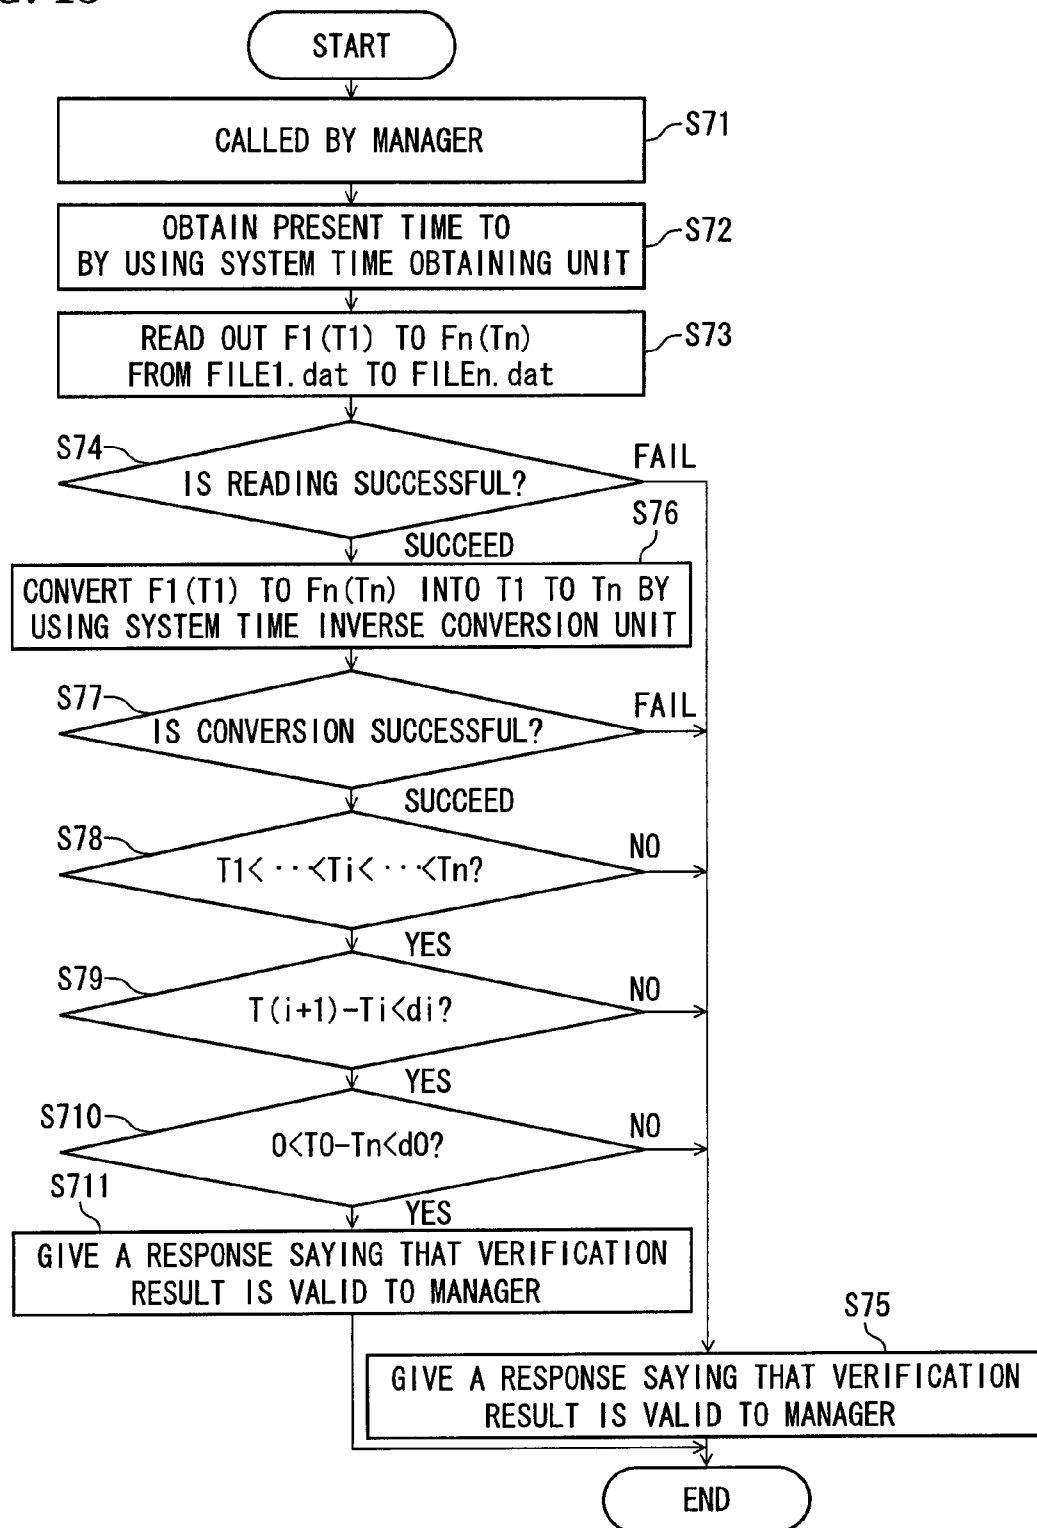 START
CALLED BY MANAGER
S71
OBTAIN PRESENT TIME T0
BY USING SYSTEM TIME OBTAINING UNIT
S72
READ OUT F1(T1) TO Fn(Tn)
FROM FILE1.dat TO FILEn.dat
S73
S74
IS READING SUCCESSFUL?
FAIL
SUCCEED
S76
CONVERT F1(T1) TO Fn(Tn) INTO T1 TO Tn BY
USING SYSTEM TIME INVERSE CONVERSION UNIT
S77
IS CONVERSION SUCCESSFUL?
FAIL
SUCCEED
S78
T1< ･･･<Ti< ･･･<Tn?
NO
YES
S79
T(i+1)-Ti<di?
NO
YES
S710
0<T0-Tn<d0?
NO
YES
S711
GIVE A RESPONSE SAYING THAT VERIFICATION
RESULT IS VALID TO MANAGER
S75
GIVE A RESPONSE SAYING THAT VERIFICATION
RESULT IS VALID TO MANAGER
END